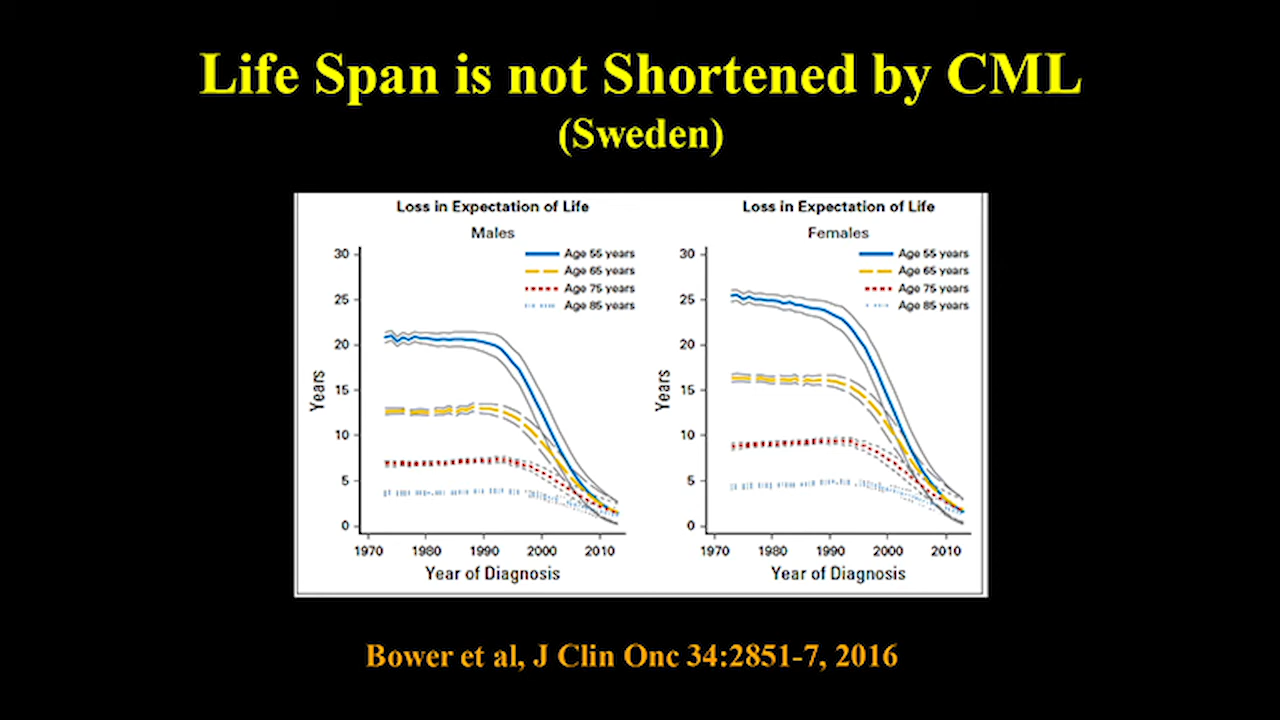 Life Span is not Shortened by CML
(Sweden)
Loss in Expectation of Life
Males
Age 55 years
Age 65 years
Age 75 years
Age 85 years
30
25
20
15
10
5
0
Years
1970 1980 1990 2000 2010
Year of Diagnosis
Loss in Expectation of Life
Females
Age 55 years
Age 65 years
Age 75 years
Age 85 years
30
25
20
15
10
5
0
Years
1970 1980 1990 2000 2010
Year of Diagnosis
Bower et al, J Clin Onc 34:2851-7, 2016